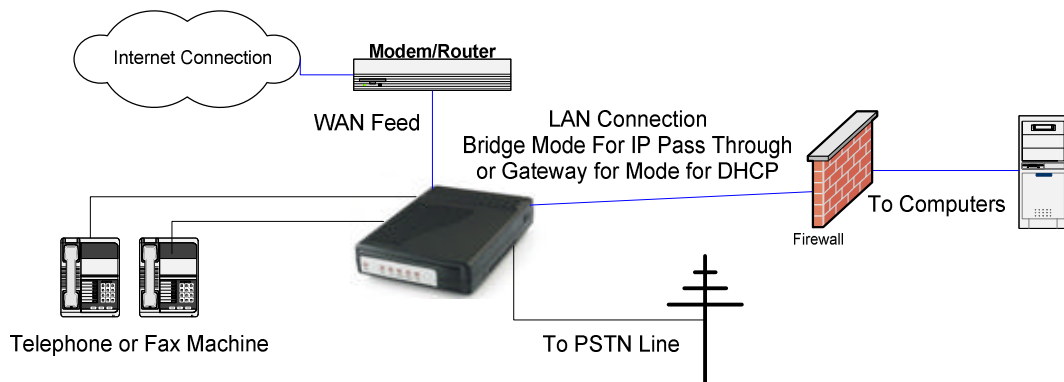 Internet Connection
Modem/Router
WAN Feed
LAN Connection
Bridge Mode For IP Pass Through
or Gateway for Mode for DHCP
To Computers
Firewall
Telephone or Fax Machine
To PSTN Line